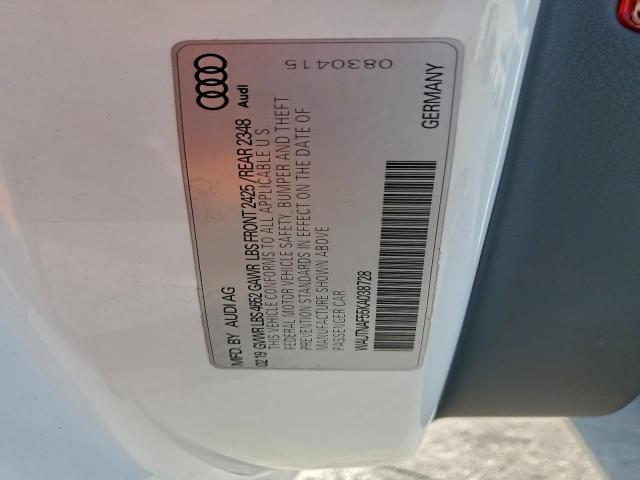 MFD. BY AUDI AG
02/19 GVWR LBS 4652 GAWR LBS FRONT 2425 / REAR 2348
THIS VEHICLE CONFORMS TO ALL APPLICABLE U S
FEDERAL MOTOR VEHICLE SAFETY, BUMPER AND THEFT
PREVENTION STANDARDS IN EFFECT ON THE DATE OF
MANUFACTURE SHOWN ABOVE
PASSENGER CAR
WAUTNAFF5KA038728
Audi
0830415
GERMANY